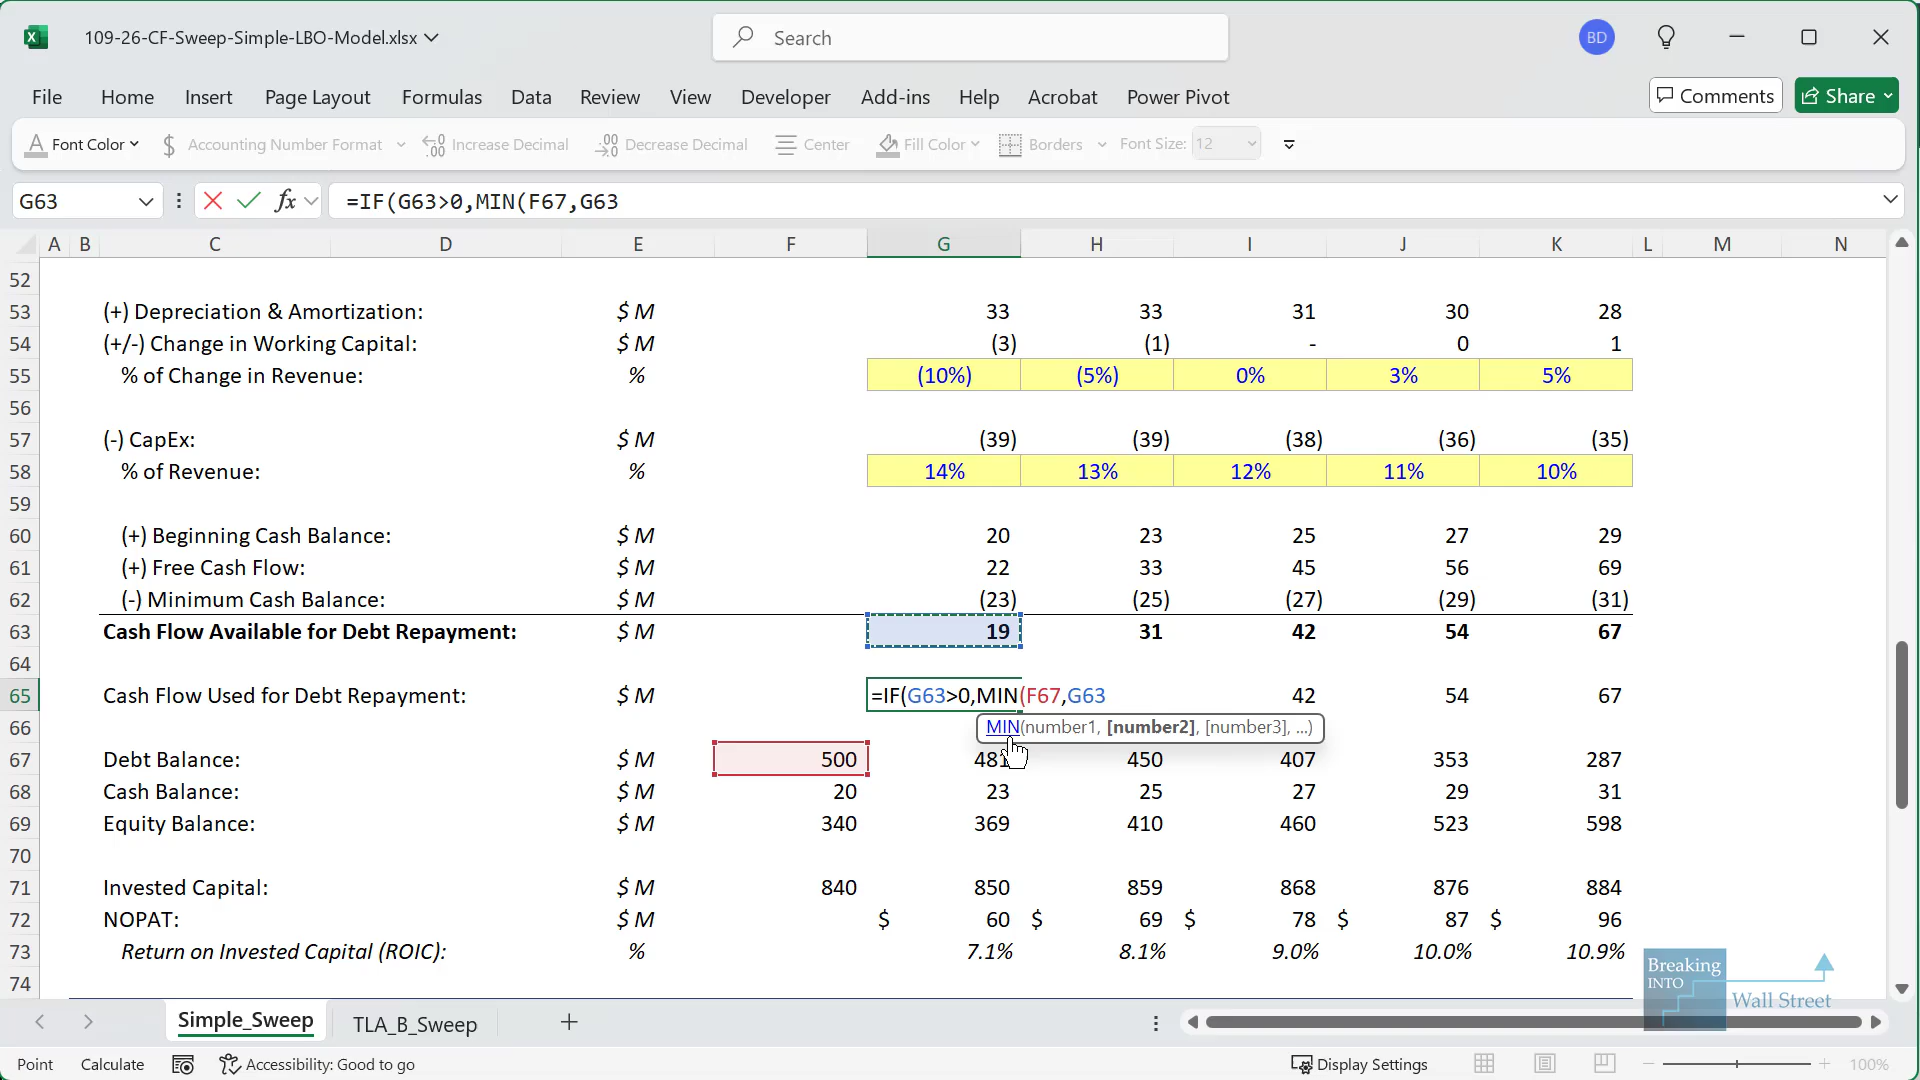 109-26-CF-Sweep-Simple-LBO-Model.xlsx
Search
BD
File Home Insert Page Layout Formulas Data Review View Developer Add-ins Help Acrobat Power Pivot Comments Share
Font Color $ Accounting Number Format Increase Decimal Decrease Decimal Center Fill Color Borders Font Size: 12
G63 fx =IF(G63>0,MIN(F67,G63
A B C D E F G H I J K L M N
52
53 (+) Depreciation & Amortization: $ M 33 33 31 30 28
54 (+/-) Change in Working Capital: $ M (3) (1) - 0 1
55 % of Change in Revenue: % (10%) (5%) 0% 3% 5%
56
57 (-) CapEx: $ M (39) (39) (38) (36) (35)
58 % of Revenue: % 14% 13% 12% 11% 10%
59
60 (+) Beginning Cash Balance: $ M 20 23 25 27 29
61 (+) Free Cash Flow: $ M 22 33 45 56 69
62 (-) Minimum Cash Balance: $ M (23) (25) (27) (29) (31)
63 Cash Flow Available for Debt Repayment: $ M 19 31 42 54 67
64
65 Cash Flow Used for Debt Repayment: $ M =IF(G63>0,MIN(F67,G63 42 54 67
66 MIN(number1, [number2], [number3], ...)
67 Debt Balance: $ M 500 481 450 407 353 287
68 Cash Balance: $ M 20 23 25 27 29 31
69 Equity Balance: $ M 340 369 410 460 523 598
70
71 Invested Capital: $ M 840 850 859 868 876 884
72 NOPAT: $ M $ 60 $ 69 $ 78 $ 87 $ 96
73 Return on Invested Capital (ROIC): % 7.1% 8.1% 9.0% 10.0% 10.9%
74
Breaking
INTO
Wall Street
Simple_Sweep TLA_B_Sweep
Point Calculate Accessibility: Good to go Display Settings 100%